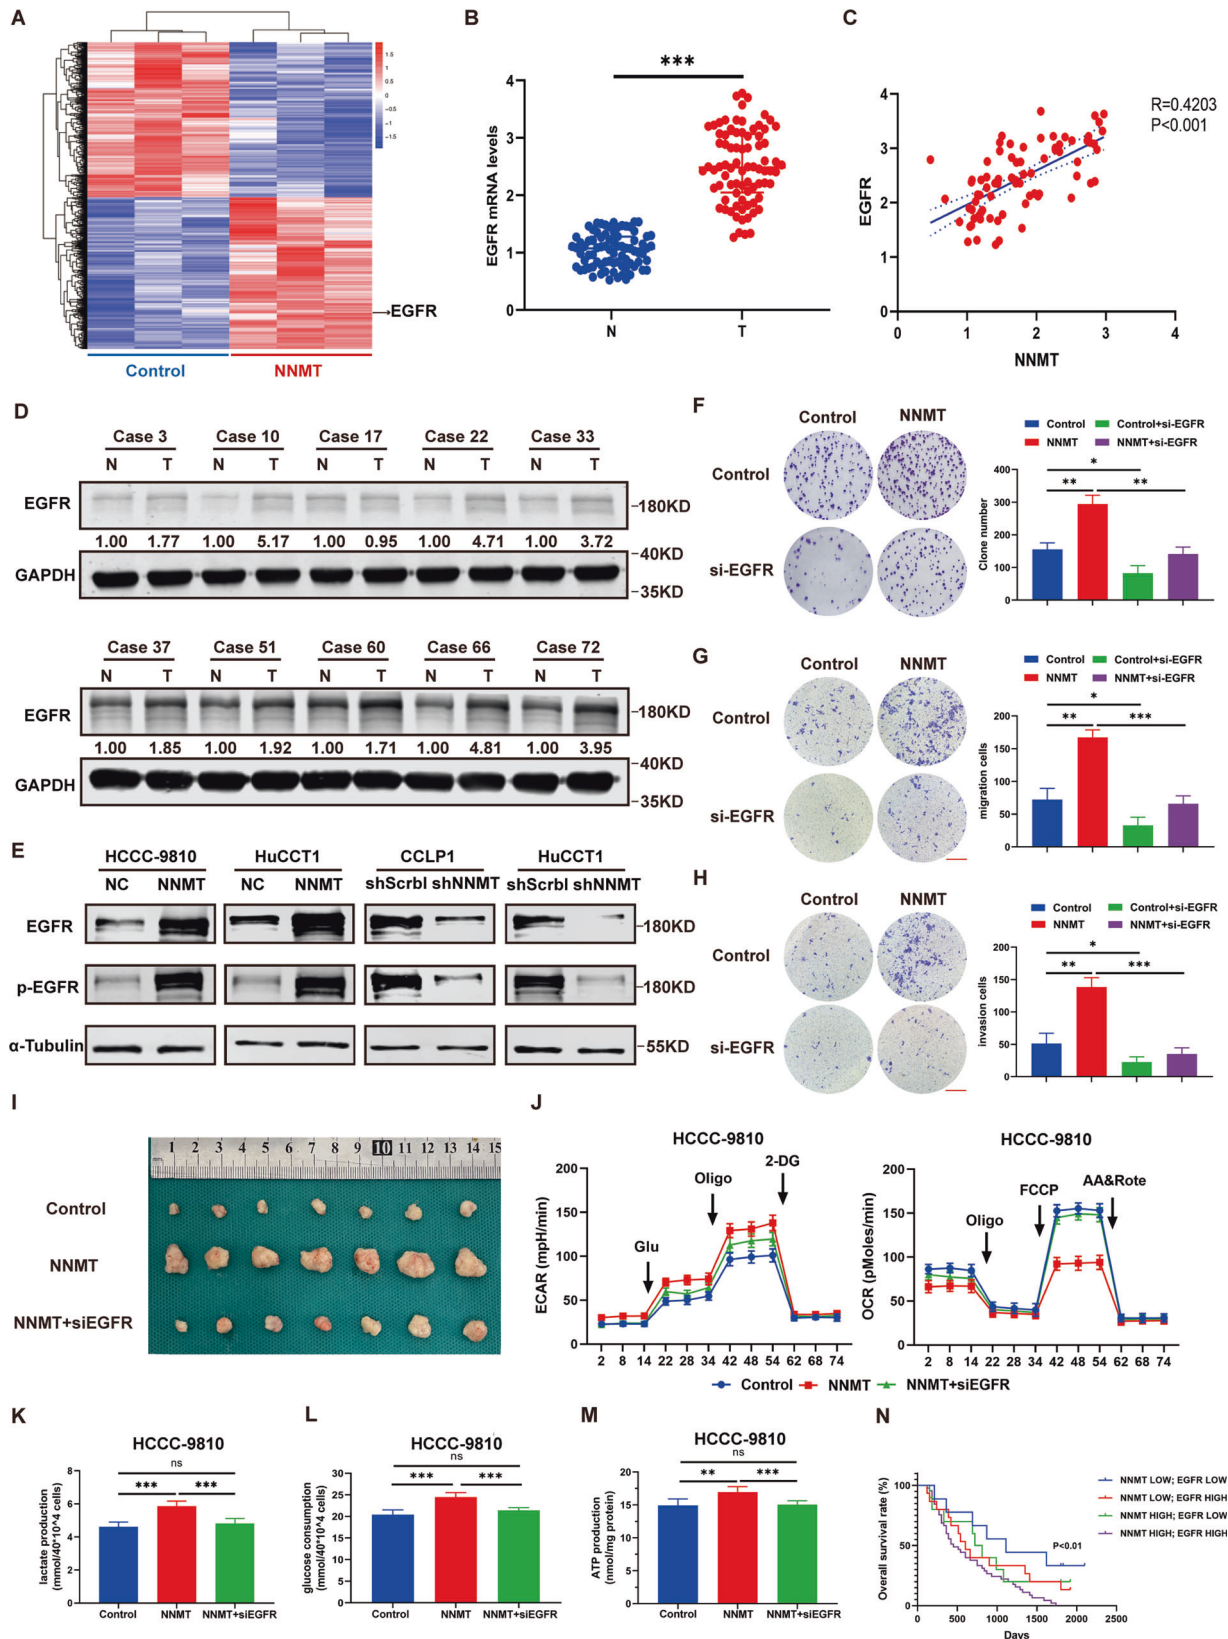 A
1.5
1
0.5
0
−0.5
−1
−1.5
EGFR
Control
NNMT
B
***
EGFR mRNA levels
4
3
2
1
0
N
T
C
R=0.4203
P<0.001
EGFR
4
3
2
1
0
0
1
2
3
4
NNMT
D
Case 3 Case 10 Case 17 Case 22 Case 33
N T N T N T N T N T
EGFR
-180KD
1.00 1.77 1.00 5.17 1.00 0.95 1.00 4.71 1.00 3.72
-40KD
GAPDH
-35KD
Case 37 Case 51 Case 60 Case 66 Case 72
N T N T N T N T N T
EGFR
-180KD
1.00 1.85 1.00 1.92 1.00 1.71 1.00 4.81 1.00 3.95
-40KD
GAPDH
-35KD
E
HCCC-9810 HuCCT1 CCLP1 HuCCT1
NC NNMT NC NNMT shScrbl shNNMT shScrbl shNNMT
EGFR
-180KD
p-EGFR
-180KD
α-Tubulin
-55KD
F
Control NNMT
Control
si-EGFR
Control Control+si-EGFR
NNMT NNMT+si-EGFR
*
** **
Clone number
400
300
200
100
0
G
Control NNMT
Control
si-EGFR
Control Control+si-EGFR
NNMT NNMT+si-EGFR
*
** ***
migration cells
200
150
100
50
0
H
Control NNMT
Control
si-EGFR
Control Control+si-EGFR
NNMT NNMT+si-EGFR
*
** ***
invasion cells
200
150
100
50
0
I
1 2 3 4 5 6 7 8 9 10 11 12 13 14 15
Control
NNMT
NNMT+siEGFR
J
HCCC-9810
ECAR (mpH/min)
200
150
100
50
0
Glu
Oligo
2-DG
2 8 14 22 28 34 42 48 54 62 68 74
HCCC-9810
OCR (pMoles/min)
200
150
100
50
0
Oligo
FCCP
AA&Rote
2 8 14 22 28 34 42 48 54 62 68 74
Control NNMT NNMT+siEGFR
K
HCCC-9810
ns
*** ***
lactate production
(mmol/40*10^4 cells)
8
6
4
2
0
Control NNMT NNMT+siEGFR
L
HCCC-9810
ns
*** ***
glucose consumption
(mmol/40*10^4 cells)
30
25
20
15
10
5
0
Control NNMT NNMT+siEGFR
M
HCCC-9810
ns
** ***
ATP production
(nmol/mg protein)
25
20
15
10
5
0
Control NNMT NNMT+siEGFR
N
Overall survival rate (%)
100
50
0
0 500 1000 1500 2000 2500
Days
P<0.01
NNMT LOW; EGFR LOW
NNMT LOW; EGFR HIGH
NNMT HIGH; EGFR LOW
NNMT HIGH; EGFR HIGH